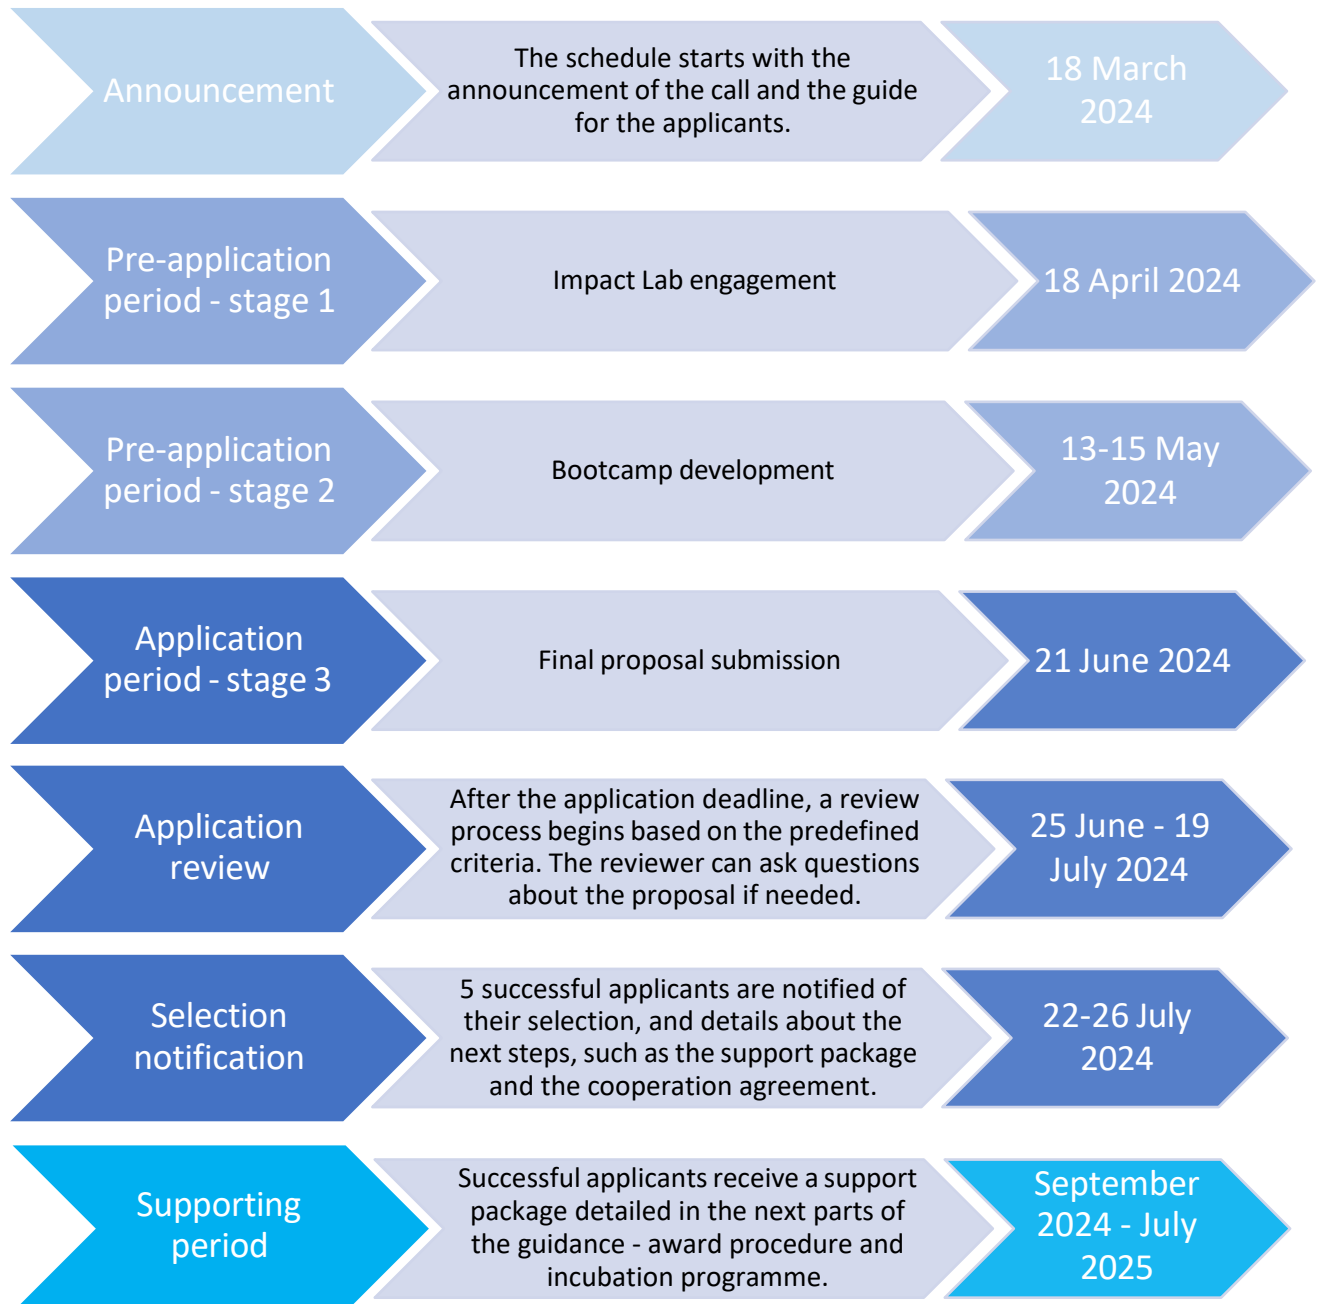 Announcement
The schedule starts with the
announcement of the call and the guide
for the applicants.
18 March
2024
Pre-application
period - stage 1
Impact Lab engagement
18 April 2024
Pre-application
period - stage 2
Bootcamp development
13-15 May
2024
Application
period - stage 3
Final proposal submission
21 June 2024
Application
review
After the application deadline, a review
process begins based on the predefined
criteria. The reviewer can ask questions
about the proposal if needed.
25 June - 19
July 2024
Selection
notification
5 successful applicants are notified of
their selection, and details about the
next steps, such as the support package
and the cooperation agreement.
22-26 July
2024
Supporting
period
Successful applicants receive a support
package detailed in the next parts of
the guidance - award procedure and
incubation programme.
September
2024 - July
2025